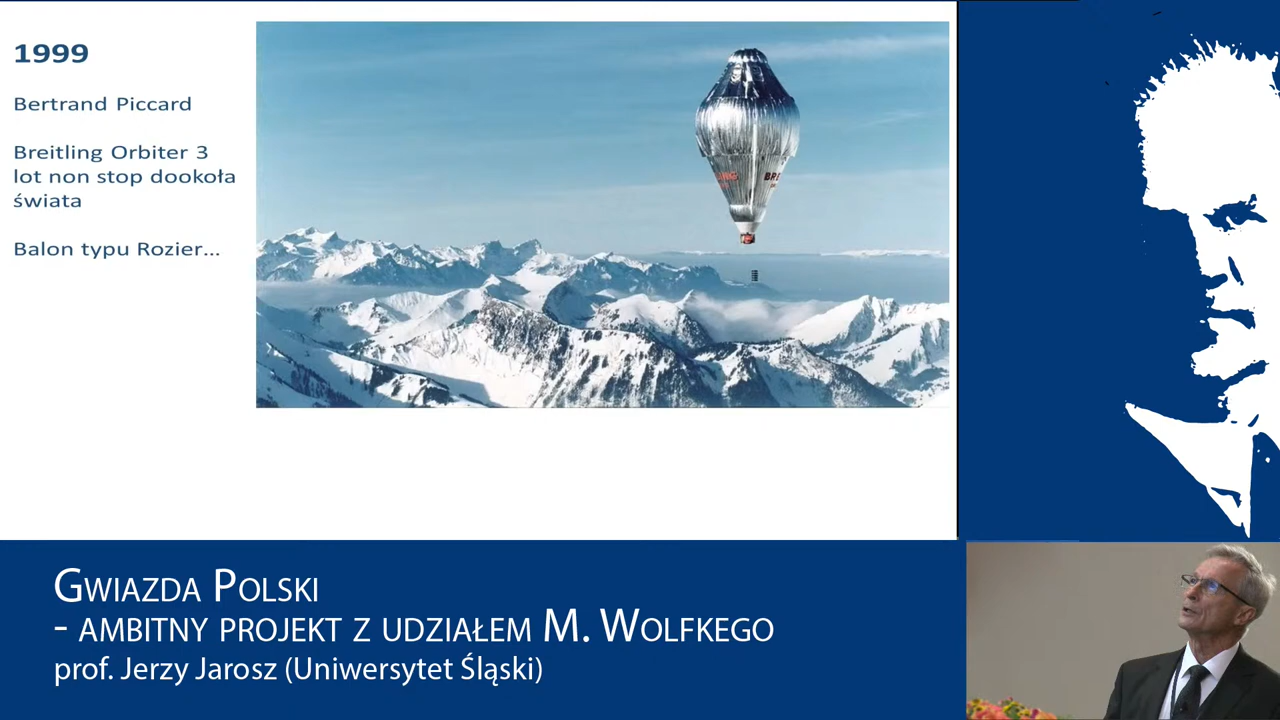 1999
Bertrand Piccard
Breitling Orbiter 3
lot non stop dookoła
świata
Balon typu Rozier...
Gwiazda Polski
- ambitny projekt z udziałem M. Wolfkego
prof. Jerzy Jarosz (Uniwersytet Śląski)